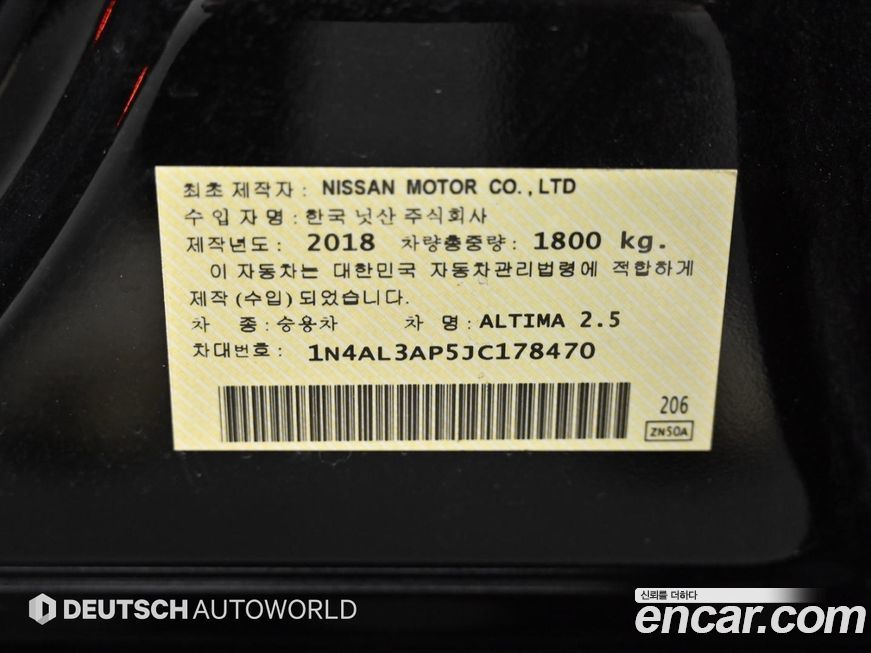 최초 제작자 : NISSAN MOTOR CO., LTD
수 입 자 명 : 한국 닛산 주식회사
제작년도 : 2018 차량총중량 : 1800 kg.
이 자동차는 대한민국 자동차관리법령에 적합하게
제작 (수입) 되었습니다.
차 종 : 승용차 차 명 : ALTIMA 2.5
차대번호 : 1N4AL3AP5JC178470
206
ZN50A
DEUTSCH AUTOWORLD
신뢰를 더하다
encar.com